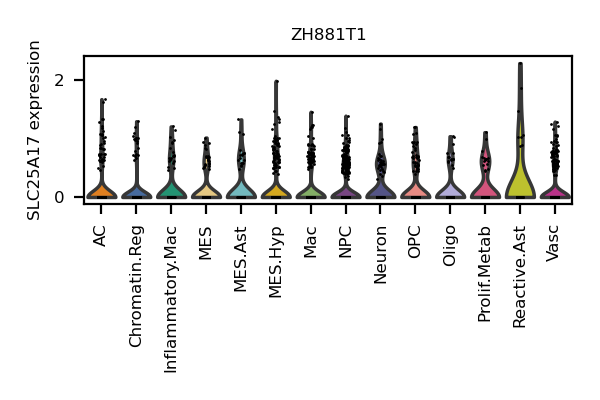 ZH881T1
SLC25A17 expression
2
0
AC
Chromatin.Reg
Inflammatory.Mac
MES
MES.Ast
MES.Hyp
Mac
NPC
Neuron
OPC
Oligo
Prolif.Metab
Reactive.Ast
Vasc